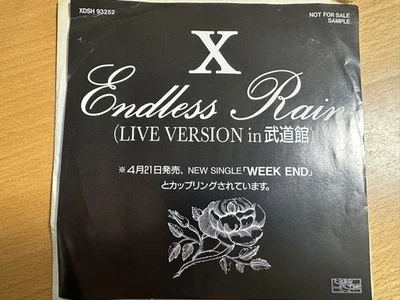 XDSH 93252
NOT FOR SALE
SAMPLE
X
Endless Rain
(LIVE VERSION in 武道館)
※4月21日発売、NEW SINGLE「WEEK END」
とカップリングされています。